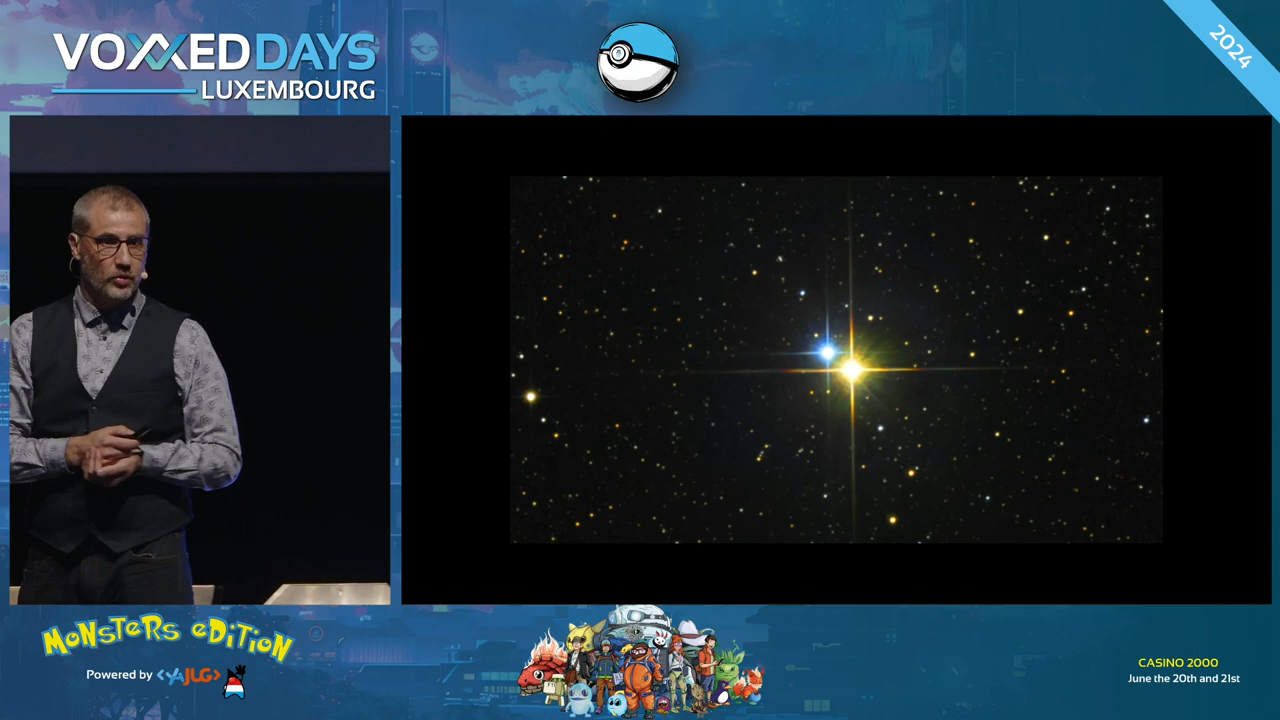 VOXXEDDAYS
LUXEMBOURG
2024
MONSTERS EDITION
Powered by <YAJUG>
CASINO 2000
June the 20th and 21st